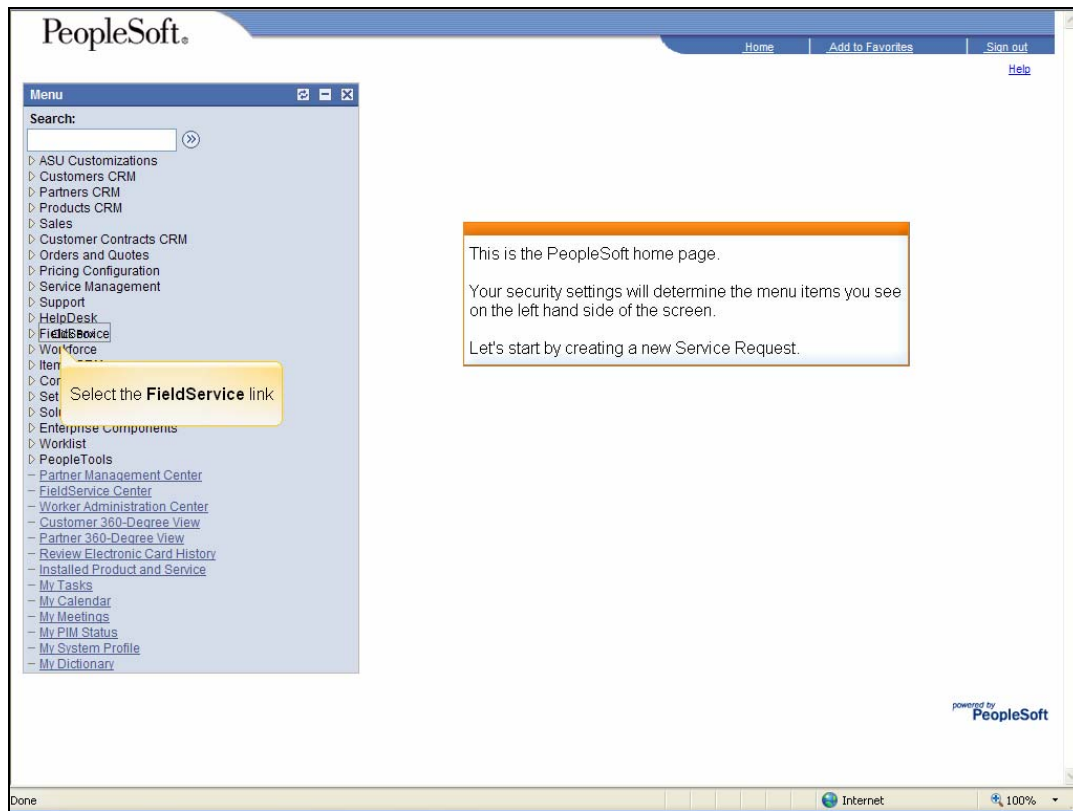 PeopleSoft®
Home
Add to Favorites
Sign out
Help
Menu
Search:
ASU Customizations
Customers CRM
Partners CRM
Products CRM
Sales
Customer Contracts CRM
Orders and Quotes
Pricing Configuration
Service Management
Support
HelpDesk
FieldService
Workforce
Item
Cor
Set
Solu
Select the FieldService link
Enterprise Components
Worklist
PeopleTools
Partner Management Center
FieldService Center
Worker Administration Center
Customer 360-Degree View
Partner 360-Degree View
Review Electronic Card History
Installed Product and Service
My Tasks
My Calendar
My Meetings
My PIM Status
My System Profile
My Dictionary
This is the PeopleSoft home page.
Your security settings will determine the menu items you see
on the left hand side of the screen.
Let's start by creating a new Service Request.
powered by
PeopleSoft
Done
Internet
100%